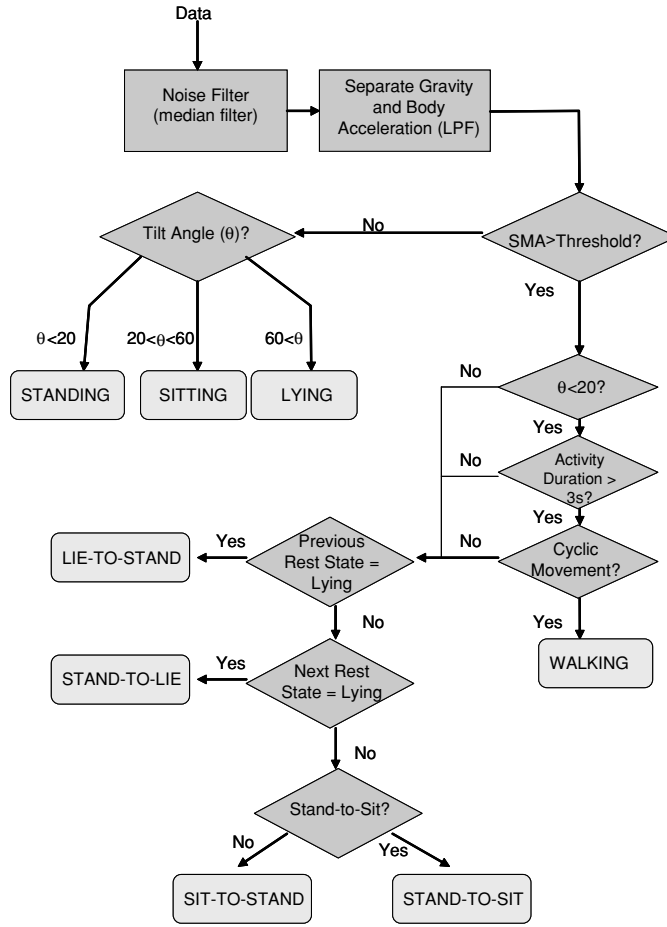 Data
Noise Filter
(median filter)
Separate Gravity
and Body
Acceleration (LPF)
Tilt Angle (θ)?
No
SMA>Threshold?
Yes
θ<20
20<θ<60
60<θ
STANDING
SITTING
LYING
No
θ<20?
Yes
No
Activity
Duration >
3s?
Yes
LIE-TO-STAND
Yes
Previous
Rest State =
Lying
No
Cyclic
Movement?
No
Yes
STAND-TO-LIE
Yes
Next Rest
State = Lying
WALKING
No
Stand-to-Sit?
No
Yes
SIT-TO-STAND
STAND-TO-SIT